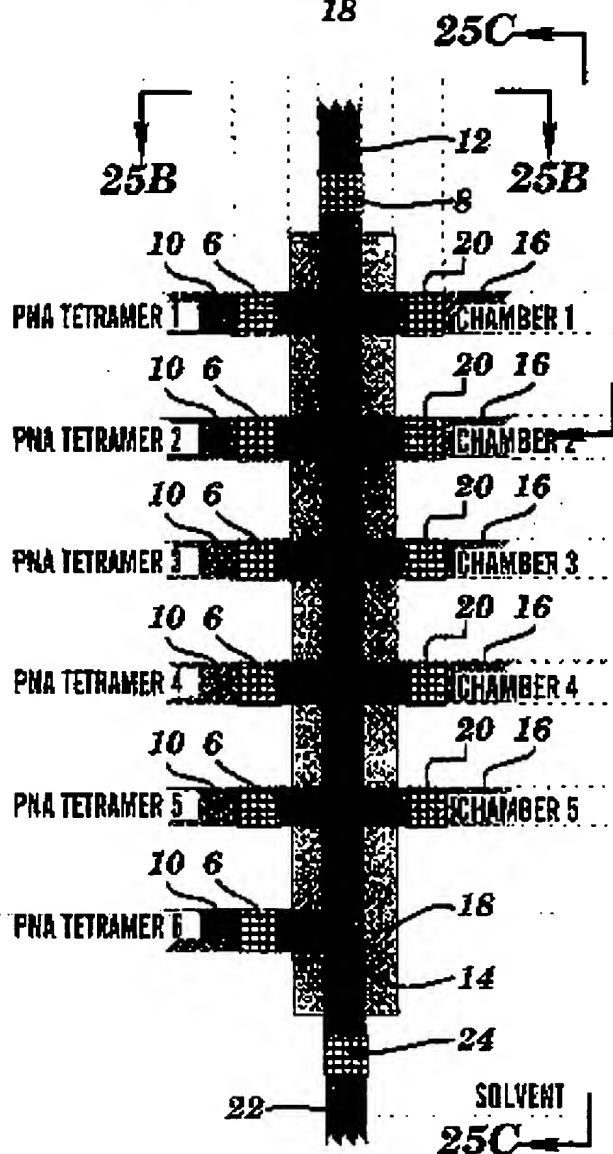 18
25C
12
25B 25B
8
10 6 20 16
PNA TETRAMER 1 CHAMBER 1
10 6 20 16
PNA TETRAMER 2 CHAMBER 2
10 6 20 16
PNA TETRAMER 3 CHAMBER 3
10 6 20 16
PNA TETRAMER 4 CHAMBER 4
10 6 20 16
PNA TETRAMER 5 CHAMBER 5
10 6
18
PNA TETRAMER 6
14
24
SOLVENT
22
25C